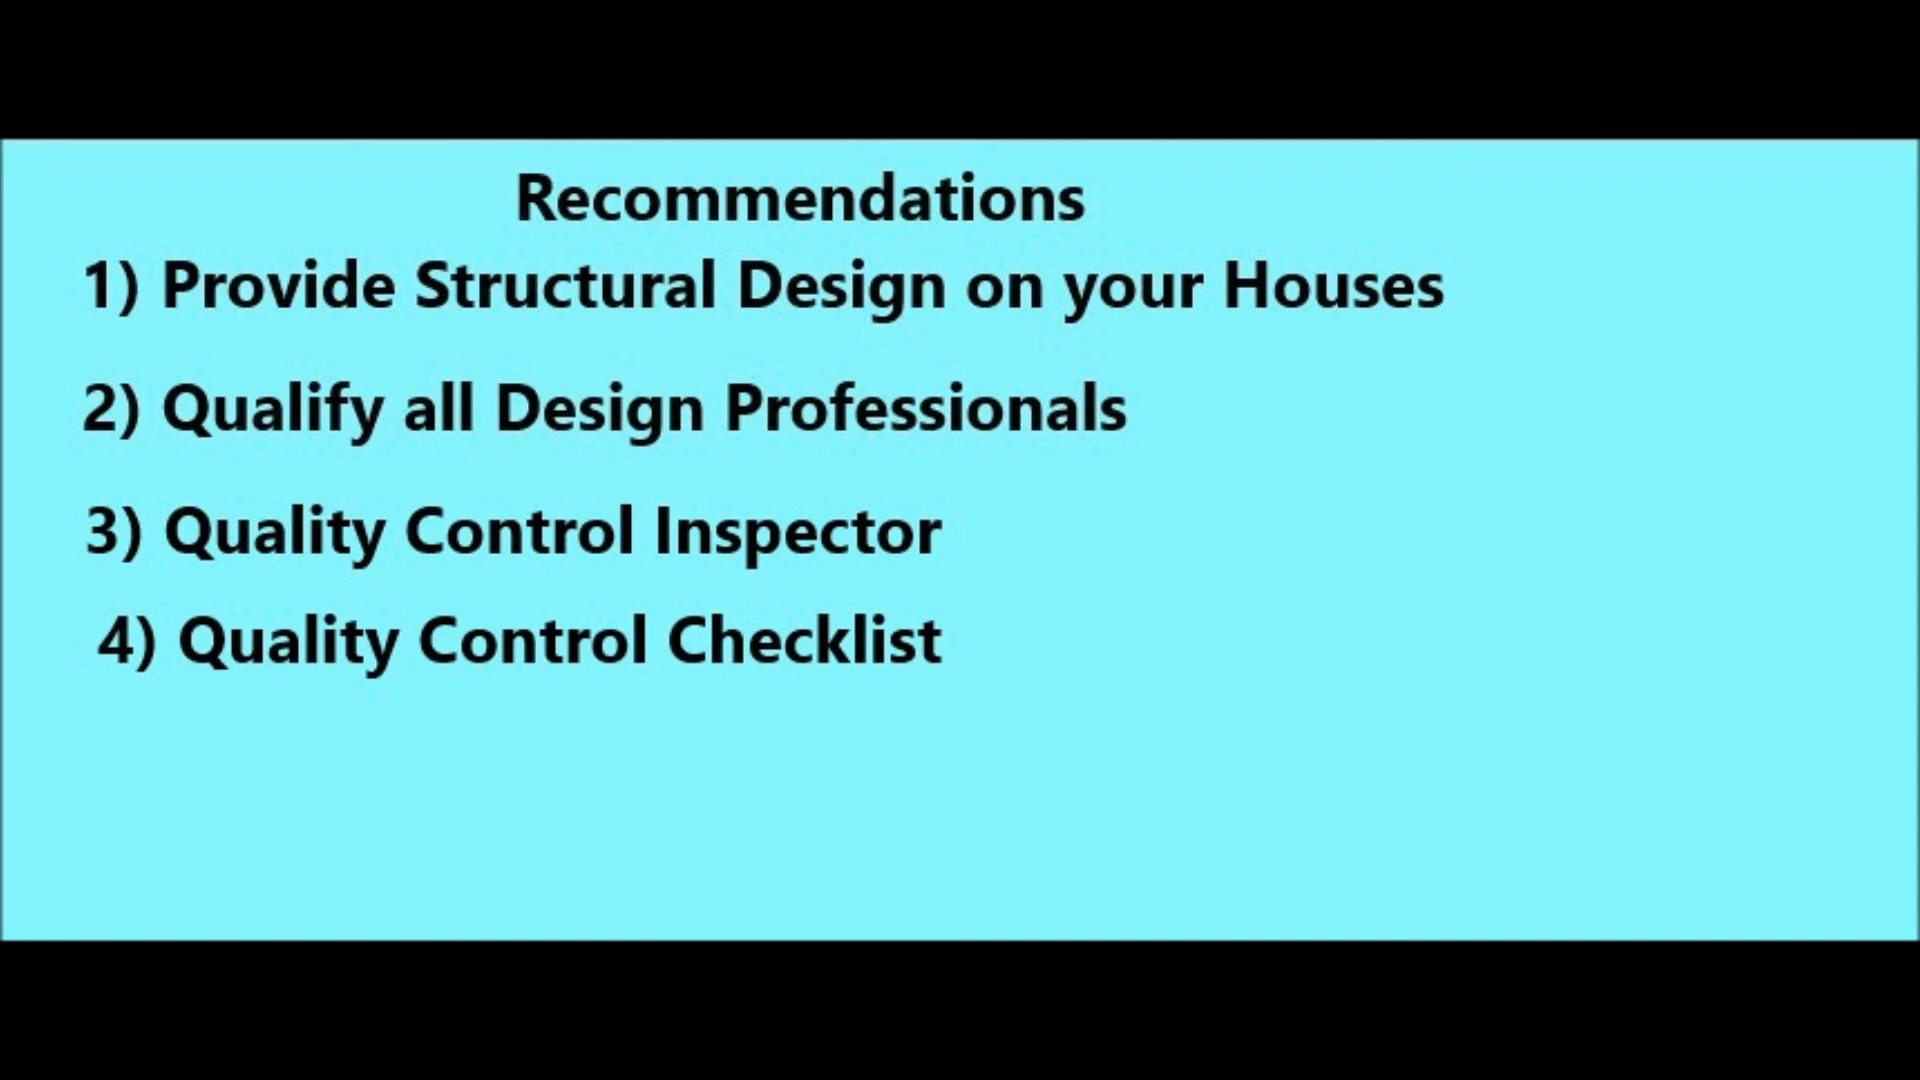 Recommendations
1) Provide Structural Design on your Houses
2) Qualify all Design Professionals
3) Quality Control Inspector
4) Quality Control Checklist